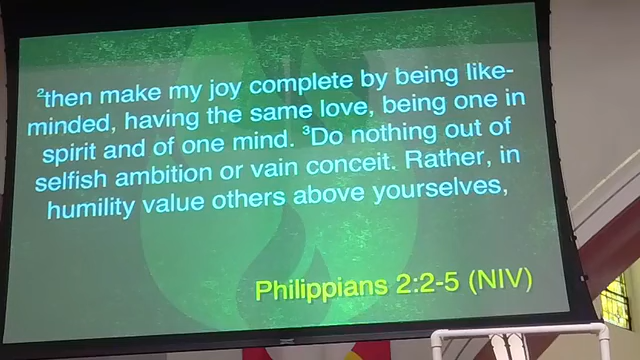 ²then make my joy complete by being like-
minded, having the same love, being one in
spirit and of one mind. ³Do nothing out of
selfish ambition or vain conceit. Rather, in
humility value others above yourselves,
Philippians 2:2-5 (NIV)